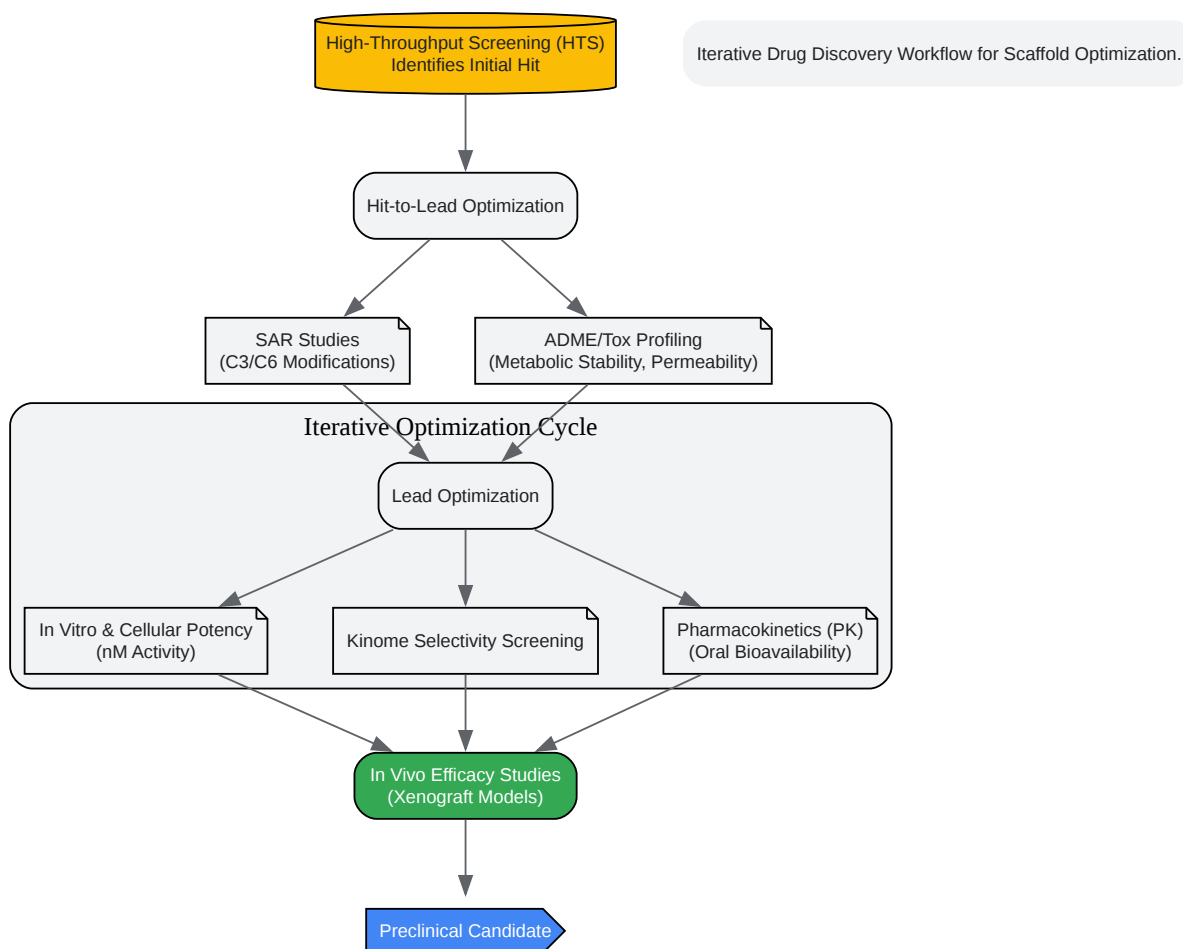 High-Throughput Screening (HTS)
Identifies Initial Hit
Iterative Drug Discovery Workflow for Scaffold Optimization.
Hit-to-Lead Optimization
SAR Studies
(C3/C6 Modifications)
ADME/Tox Profiling
(Metabolic Stability, Permeability)
Iterative Optimization Cycle
Lead Optimization
In Vitro & Cellular Potency
(nM Activity)
Kinome Selectivity Screening
Pharmacokinetics (PK)
(Oral Bioavailability)
In Vivo Efficacy Studies
(Xenograft Models)
Preclinical Candidate